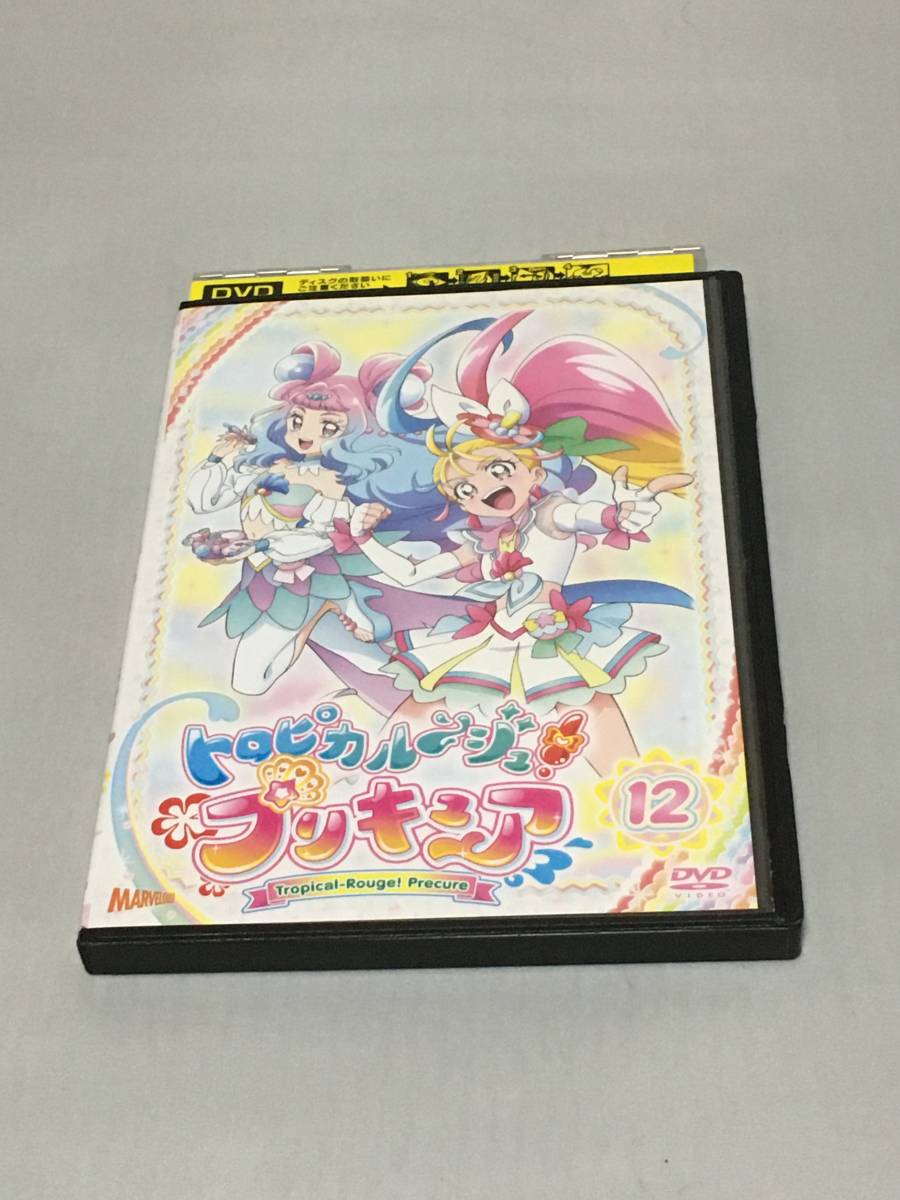 DVD
ディスクの取扱いに
ご注意ください
トロピカル〜ジュ!
プリキュア
Tropical-Rouge! Precure
12
MARVELOUS
DVD
VIDEO